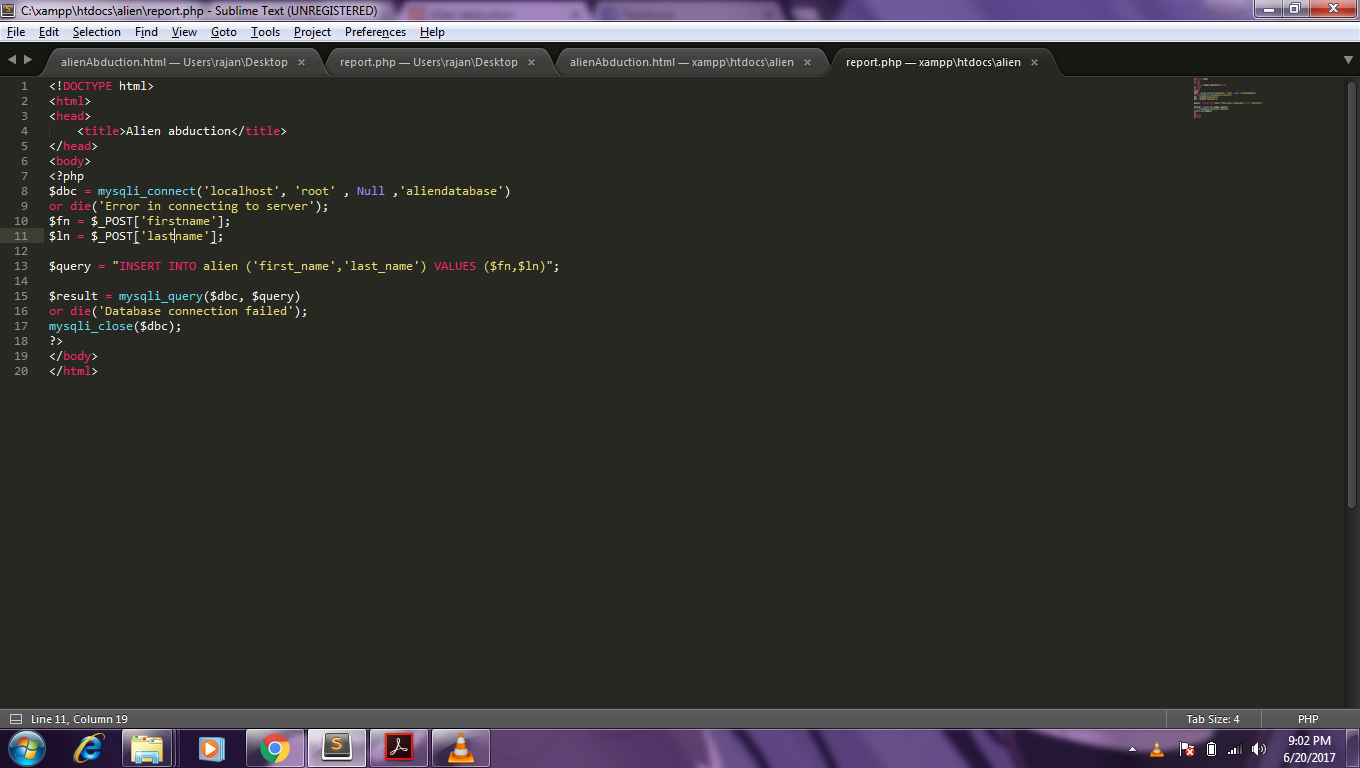 C:\xampp\htdocs\alien\report.php - Sublime Text (UNREGISTERED)
File Edit Selection Find View Goto Tools Project Preferences Help
alienAbduction.html — Users\rajan\Desktop × report.php — Users\rajan\Desktop × alienAbduction.html — xampp\htdocs\alien × report.php — xampp\htdocs\alien ×
1 <!DOCTYPE html>
2 <html>
3 <head>
4 <title>Alien abduction</title>
5 </head>
6 <body>
7 <?php
8 $dbc = mysqli_connect('localhost', 'root' , Null ,'aliendatabase')
9 or die('Error in connecting to server');
10 $fn = $_POST['firstname'];
11 $ln = $_POST['lastname'];
12
13 $query = "INSERT INTO alien ('first_name','last_name') VALUES ($fn,$ln)";
14
15 $result = mysqli_query($dbc, $query)
16 or die('Database connection failed');
17 mysqli_close($dbc);
18 ?>
19 </body>
20 </html>
Line 11, Column 19 Tab Size: 4 PHP
9:02 PM
6/20/2017